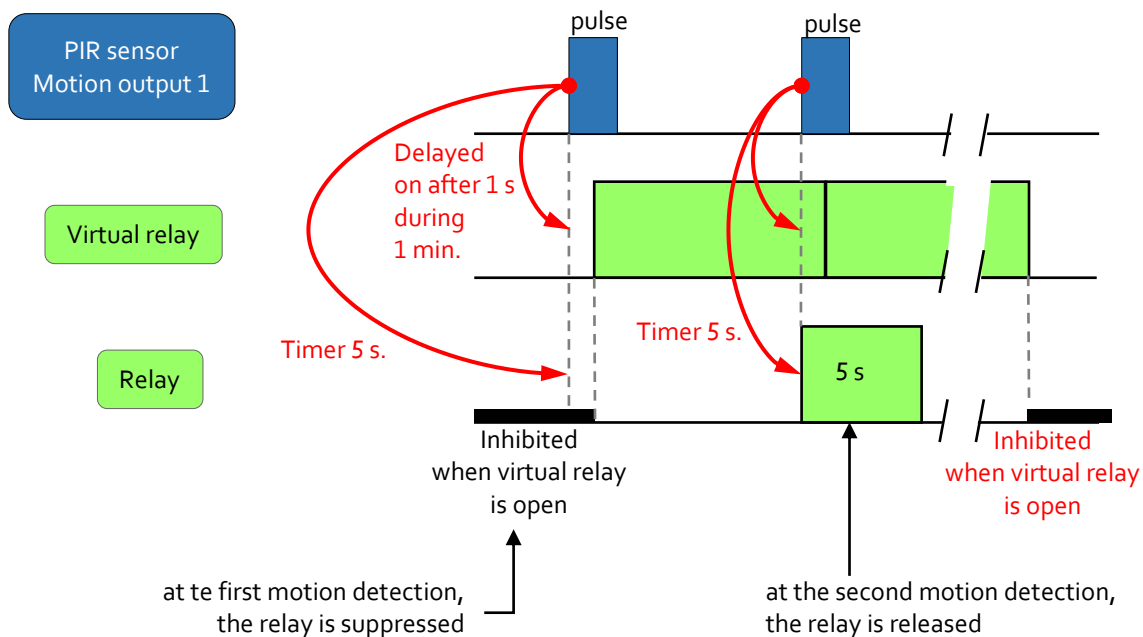 PIR sensor
Motion output 1
pulse
pulse
Delayed
on after 1 s
during
1 min.
Virtual relay
Timer 5 s.
Timer 5 s.
Relay
5 s
Inhibited
when virtual relay
is open
Inhibited
when virtual relay
is open
at te first motion detection,
the relay is suppressed
at the second motion detection,
the relay is released